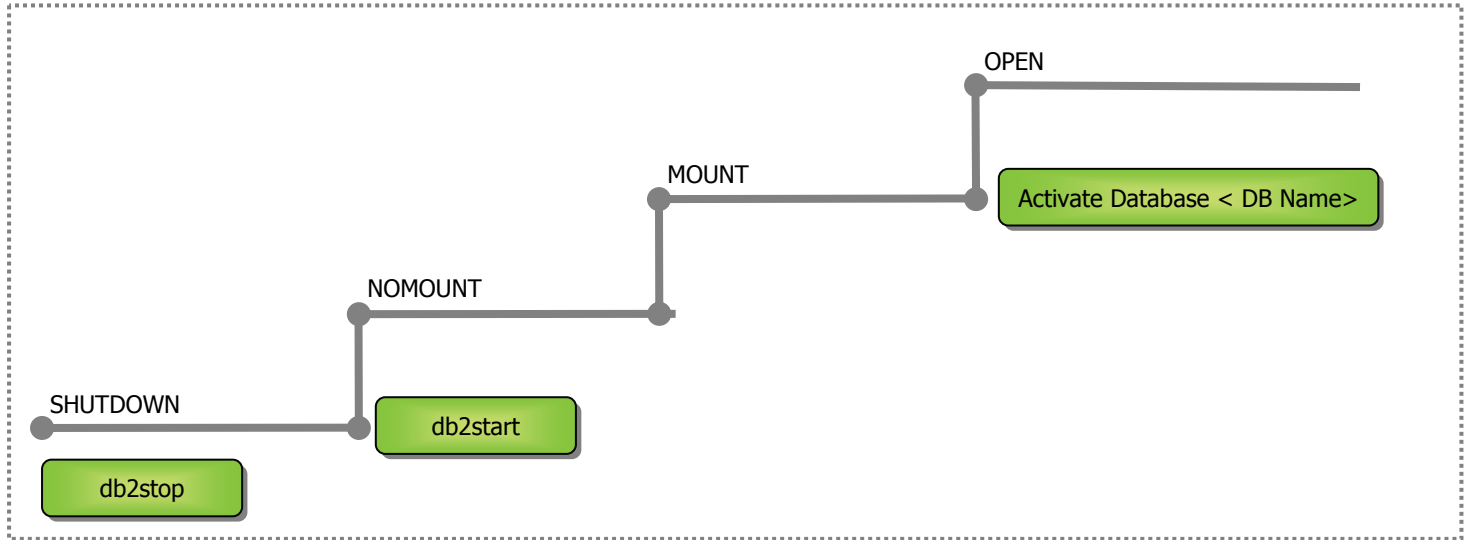 OPEN
MOUNT
Activate Database < DB Name>
NOMOUNT
SHUTDOWN
db2start
db2stop